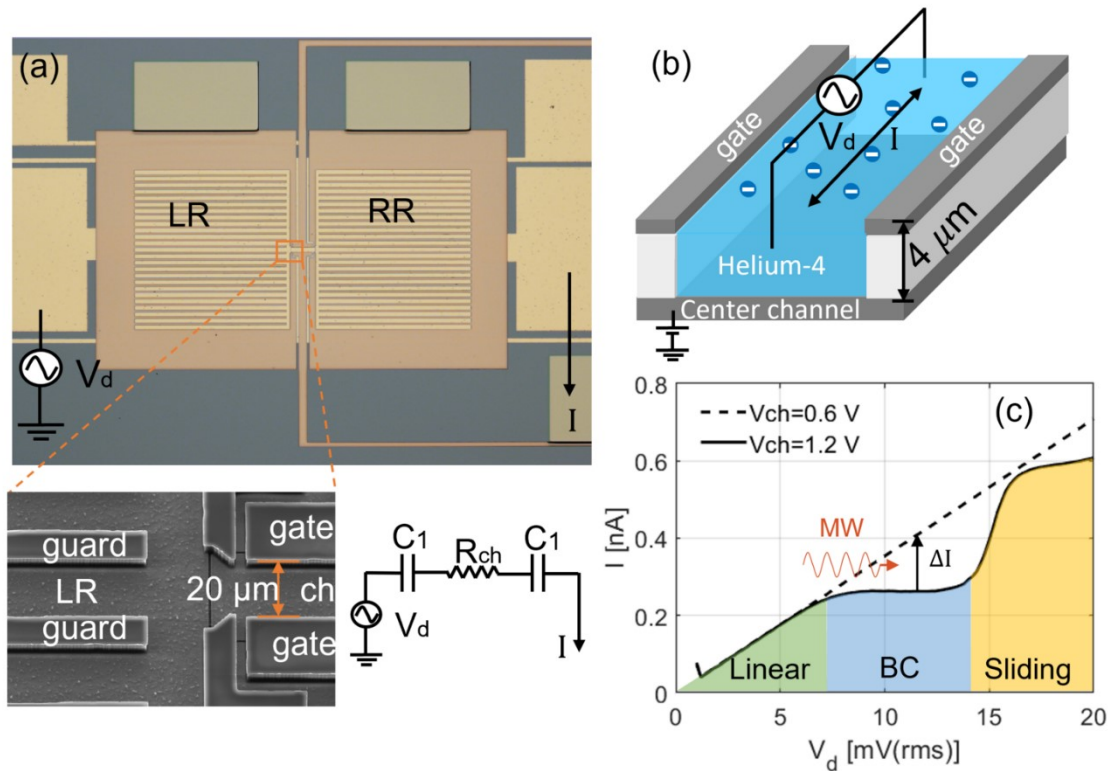 (a)
LR
RR
V_d
I
guard
LR
guard
20 μm
gate
ch
gate
C₁
R_ch
C₁
V_d
I
(b)
gate
V_d
I
gate
4 μm
Helium-4
Center channel
(c)
I [nA]
0.8
0.6
0.4
0.2
0
Vch=0.6 V
Vch=1.2 V
MW
ΔI
Linear
BC
Sliding
0
5
10
15
20
V_d [mV(rms)]